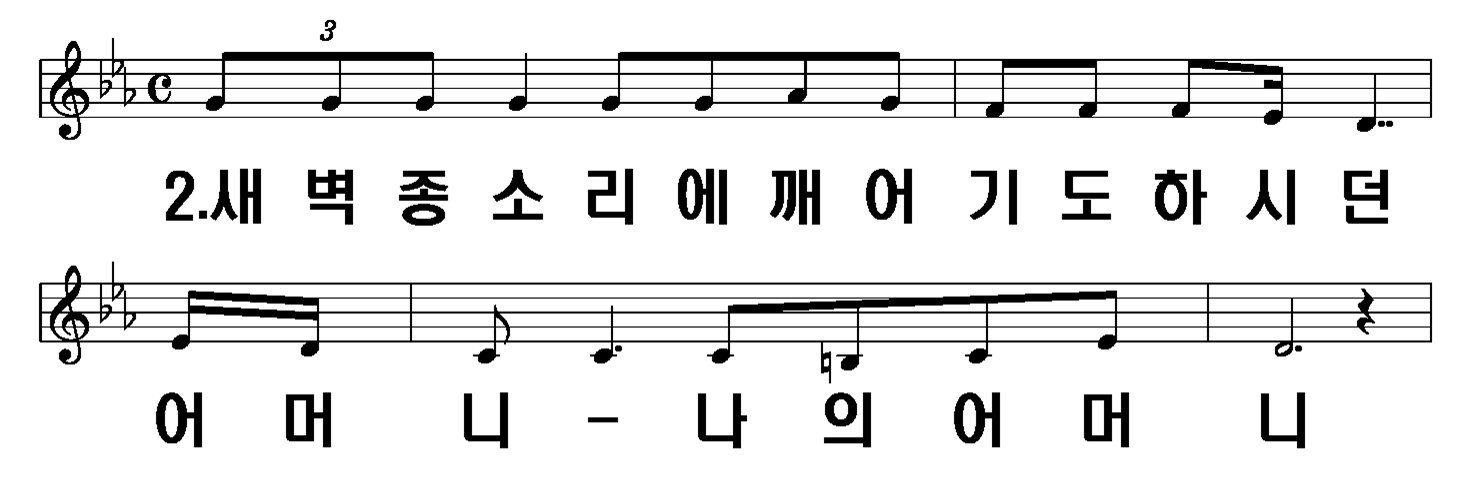 3
2.새 벽 종 소 리 에 깨 어 기 도 하 시 던
어 머 니 - 나 의 어 머 니